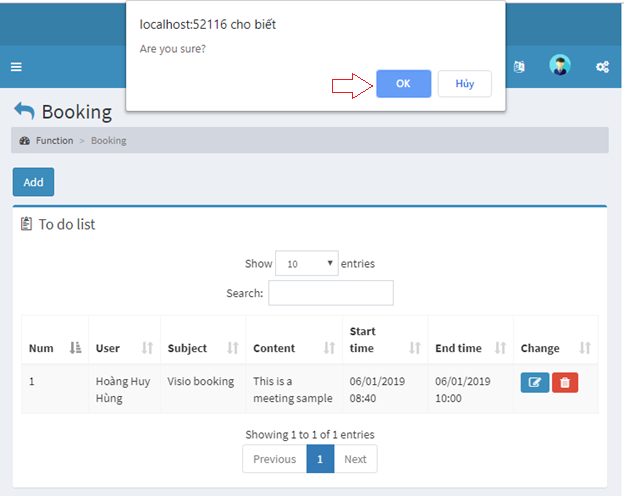 localhost:52116 cho biết
Are you sure?
OK
Hủy
Booking
Function > Booking
Add
To do list
Show 10 entries
Search:
Num User Subject Content Start time End time Change
1 Hoàng Huy Hùng Visio booking This is a meeting sample 06/01/2019 08:40 06/01/2019 10:00
Showing 1 to 1 of 1 entries
Previous 1 Next